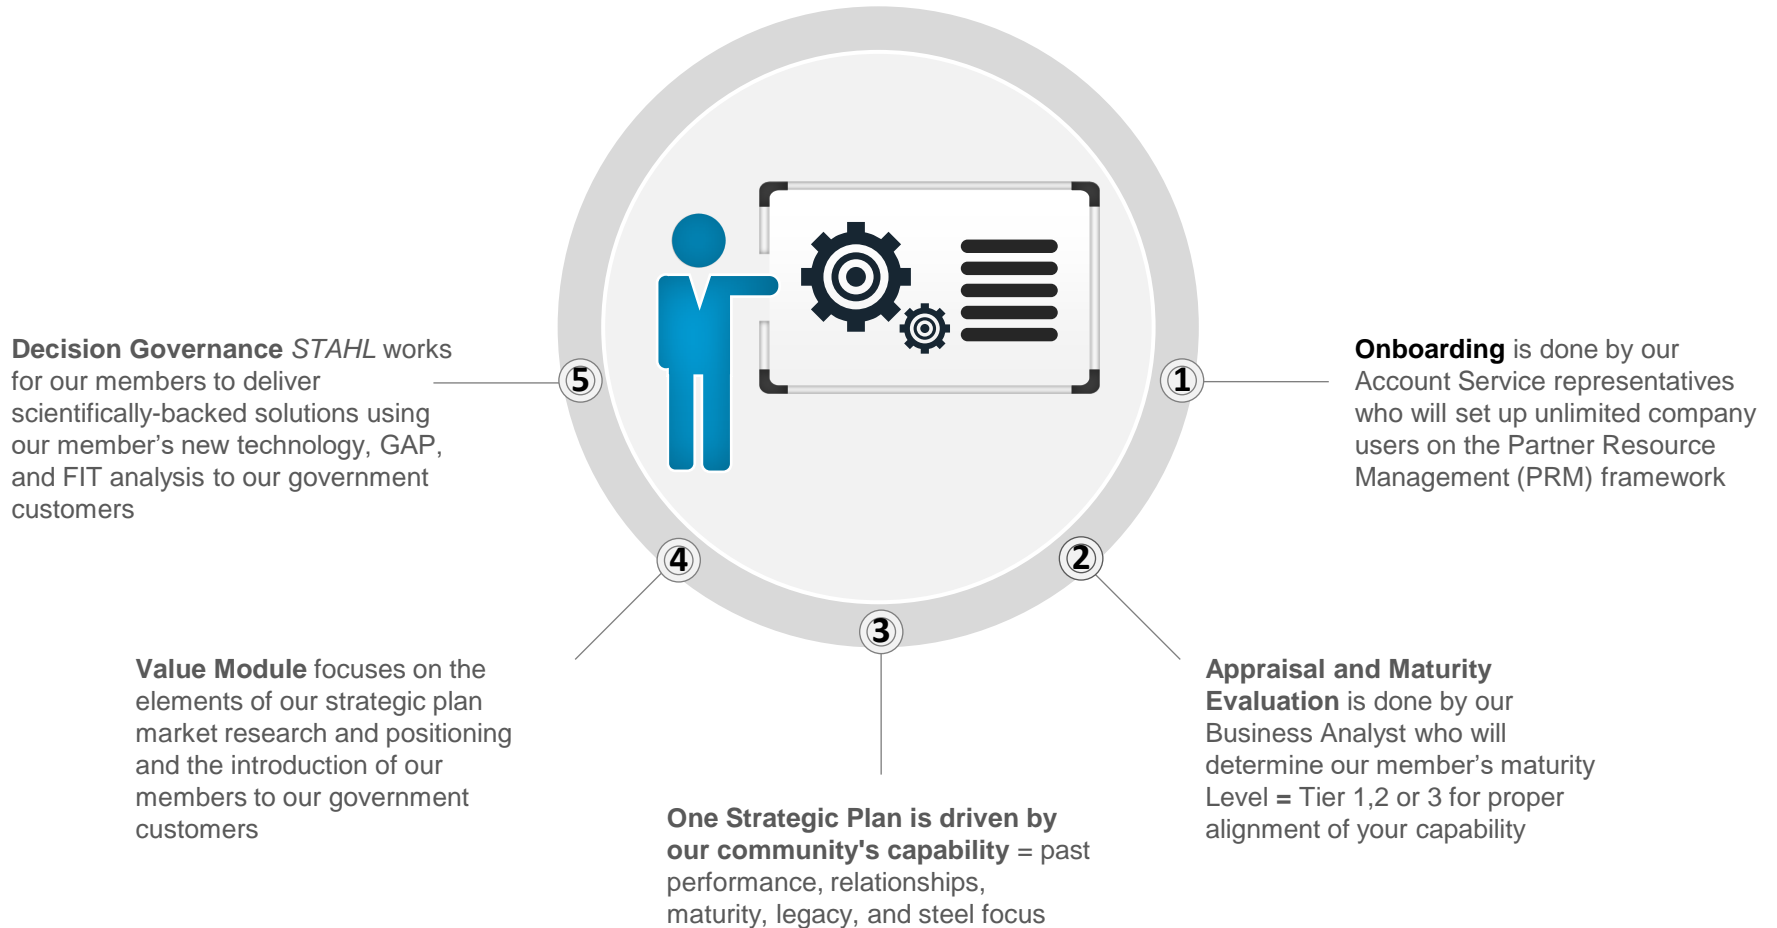 1
Onboarding is done by our
Account Service representatives
who will set up unlimited company
users on the Partner Resource
Management (PRM) framework
2
Appraisal and Maturity
Evaluation is done by our
Business Analyst who will
determine our member’s maturity
Level = Tier 1,2 or 3 for proper
alignment of your capability
3
One Strategic Plan is driven by
our community's capability = past
performance, relationships,
maturity, legacy, and steel focus
4
Value Module focuses on the
elements of our strategic plan
market research and positioning
and the introduction of our
members to our government
customers
5
Decision Governance STAHL works
for our members to deliver
scientifically-backed solutions using
our member’s new technology, GAP,
and FIT analysis to our government
customers